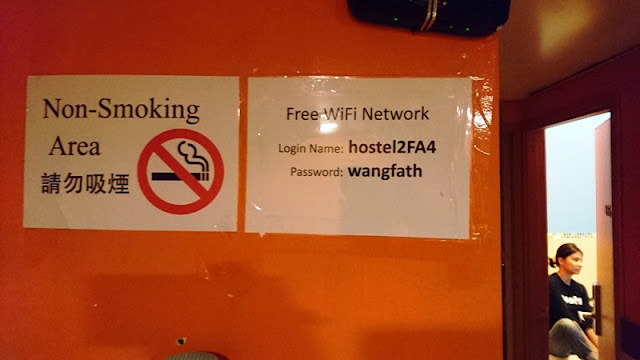 Non-Smoking
Area
請勿吸煙
Free WiFi Network
Login Name: hostel2FA4
Password: wangfath